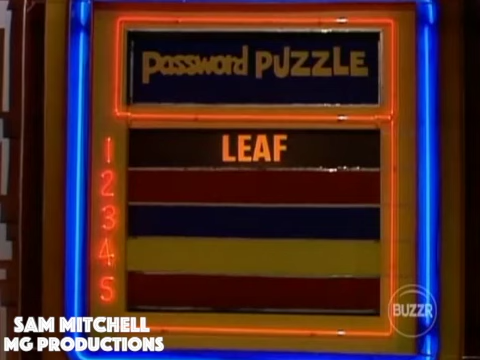 Password PUZZLE
1 LEAF
2
3
4
5
BUZZR
SAM MITCHELL
MG PRODUCTIONS